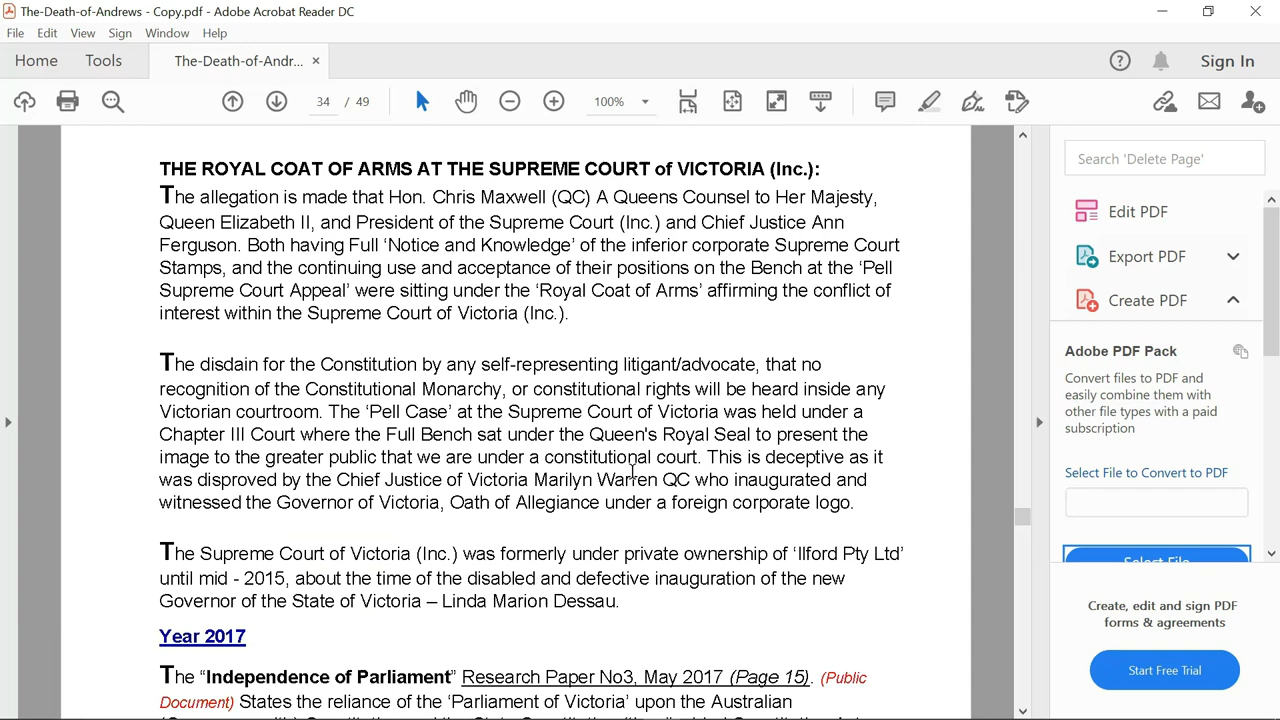 The-Death-of-Andrews - Copy.pdf - Adobe Acrobat Reader DC
File Edit View Sign Window Help
Home Tools The-Death-of-Andr... × Sign In
34 / 49 100%
THE ROYAL COAT OF ARMS AT THE SUPREME COURT of VICTORIA (Inc.):
The allegation is made that Hon. Chris Maxwell (QC) A Queens Counsel to Her Majesty,
Queen Elizabeth II, and President of the Supreme Court (Inc.) and Chief Justice Ann
Ferguson. Both having Full ‘Notice and Knowledge’ of the inferior corporate Supreme Court
Stamps, and the continuing use and acceptance of their positions on the Bench at the ‘Pell
Supreme Court Appeal’ were sitting under the ‘Royal Coat of Arms’ affirming the conflict of
interest within the Supreme Court of Victoria (Inc.).
The disdain for the Constitution by any self-representing litigant/advocate, that no
recognition of the Constitutional Monarchy, or constitutional rights will be heard inside any
Victorian courtroom. The ‘Pell Case’ at the Supreme Court of Victoria was held under a
Chapter III Court where the Full Bench sat under the Queen's Royal Seal to present the
image to the greater public that we are under a constitutional court. This is deceptive as it
was disproved by the Chief Justice of Victoria Marilyn Warren QC who inaugurated and
witnessed the Governor of Victoria, Oath of Allegiance under a foreign corporate logo.
The Supreme Court of Victoria (Inc.) was formerly under private ownership of ‘Ilford Pty Ltd’
until mid - 2015, about the time of the disabled and defective inauguration of the new
Governor of the State of Victoria – Linda Marion Dessau.
Year 2017
The “Independence of Parliament” Research Paper No3, May 2017 (Page 15). (Public
Document) States the reliance of the ‘Parliament of Victoria’ upon the Australian
Search 'Delete Page'
Edit PDF
Export PDF
Create PDF
Adobe PDF Pack
Convert files to PDF and
easily combine them with
other file types with a paid
subscription
Select File to Convert to PDF
Select File
Create, edit and sign PDF
forms & agreements
Start Free Trial